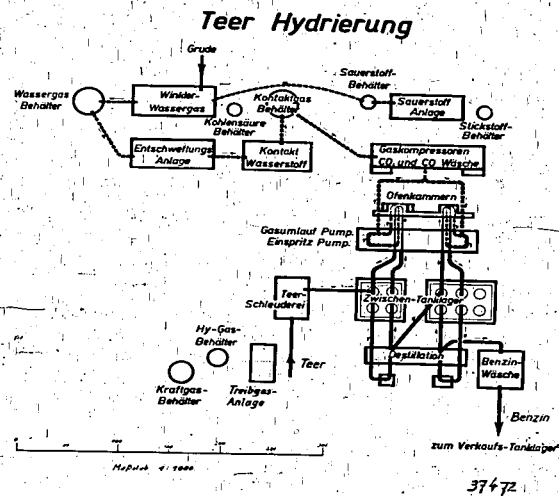 Teer Hydrierung
Grude
Wassergas
Behälter
Winkler-
Wassergas
Kohlensäure
Behälter
Kontaktgas
Behälter
Sauerstoff-
Behälter
Sauerstoff
Anlage
Stickstoff-
Behälter
Entschweflungs
Anlage
Kontakt
Wasserstoff
Gaskompressoren
CO₂ und CO Wäsche
Ofenkammern
Gasumlauf Pump.
Einspritz Pump.
Teer-
Schleuderei
Zwischen-Tanklager
Hy-Gas-
Behälter
Kraftgas-
Behälter
Treibgas-
Anlage
Teer
Destillation
Benzin-
Wäsche
Benzin
zum Verkaufs-Tanklager
Maßstab 1:
37472